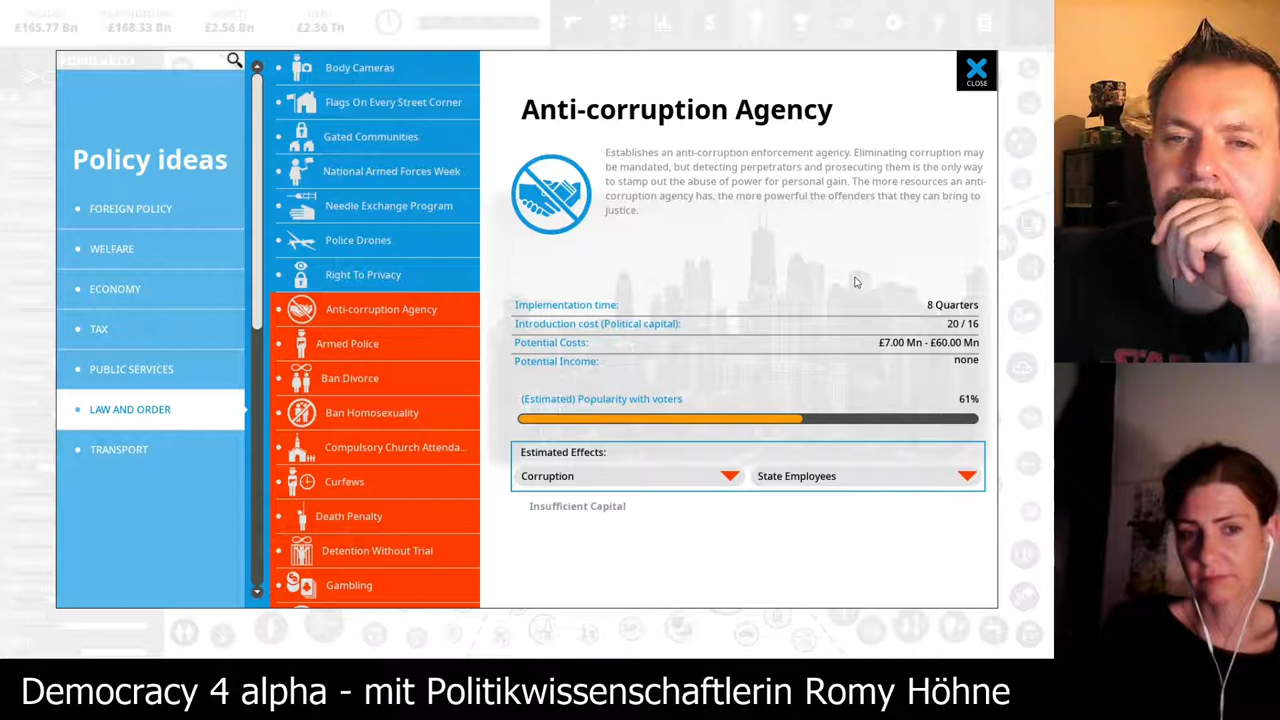 £165.77 Bn
£168.33 Bn
£2.56 Bn
£2.36 Tn
CLOSE
Policy ideas
FOREIGN POLICY
WELFARE
ECONOMY
TAX
PUBLIC SERVICES
LAW AND ORDER
TRANSPORT
Body Cameras
Flags On Every Street Corner
Gated Communities
National Armed Forces Week
Needle Exchange Program
Police Drones
Right To Privacy
Anti-corruption Agency
Armed Police
Ban Divorce
Ban Homosexuality
Compulsory Church Attenda...
Curfews
Death Penalty
Detention Without Trial
Gambling
Anti-corruption Agency
Establishes an anti-corruption enforcement agency. Eliminating corruption may
be mandated, but detecting perpetrators and prosecuting them is the only way
to stamp out the abuse of power for personal gain. The more resources an anti-
corruption agency has, the more powerful the offenders that they can bring to
justice.
Implementation time: 8 Quarters
Introduction cost (Political capital): 20 / 16
Potential Costs: £7.00 Mn - £60.00 Mn
Potential Income: none
(Estimated) Popularity with voters 61%
Estimated Effects:
Corruption State Employees
Insufficient Capital
Democracy 4 alpha - mit Politikwissenschaftlerin Romy Höhne